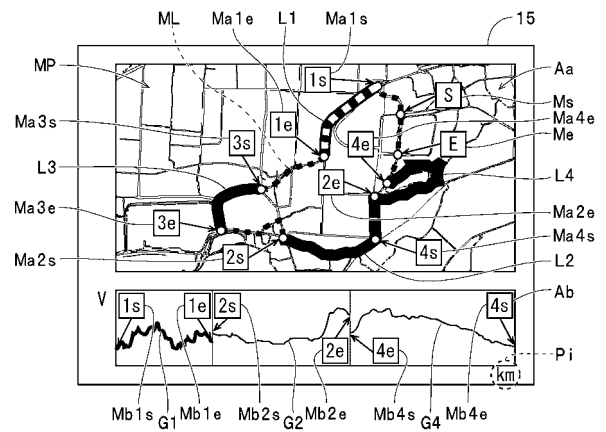 ML Ma1e L1 Ma1s 15
MP Aa
1s S Ms
Ma3s 1e Ma4e
3s 4e E Me
L3 2e L4
Ma3e 3e Ma2e
Ma2s 2s 4s Ma4s
L2
V 1s 1e 2s 4s Ab
2e 4e Pi
km
Mb1s G1 Mb1e Mb2s G2 Mb2e Mb4s G4 Mb4e